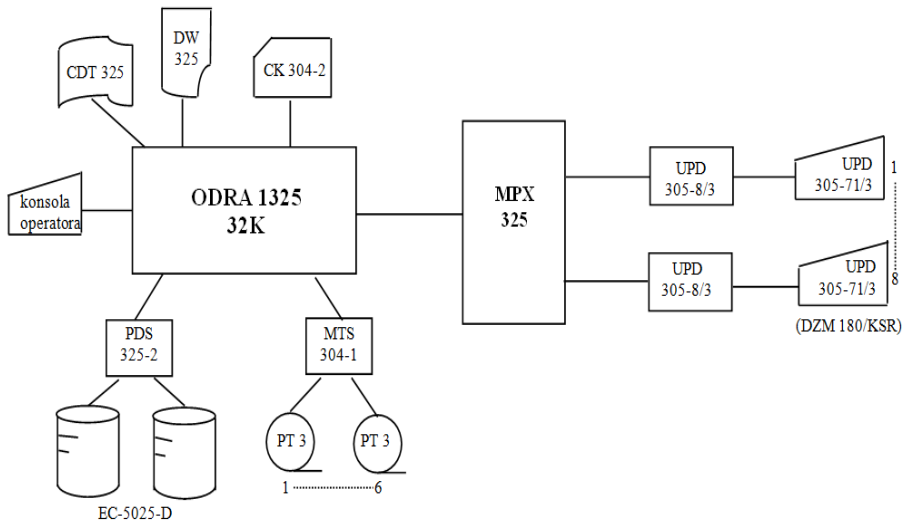 CDT 325
DW
325
CK 304-2
konsola
operatora
ODRA 1325
32K
MPX
325
UPD
305-8/3
UPD
305-71/3
1
UPD
305-8/3
UPD
305-71/3
8
(DZM 180/KSR)
PDS
325-2
MTS
304-1
PT 3
PT 3
1
6
EC-5025-D